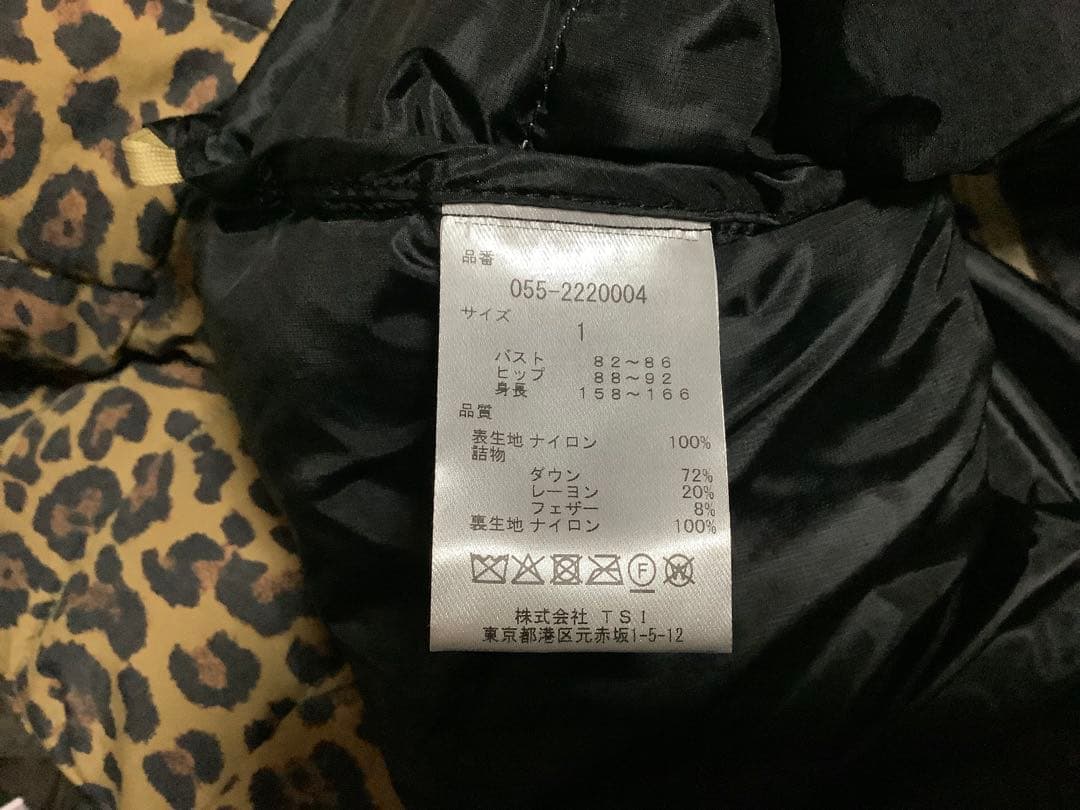 品番
055-2220004
サイズ
1
バスト 82～86
ヒップ 88～92
身長 158～166
品質
表生地 ナイロン 100%
詰物
ダウン 72%
レーヨン 20%
フェザー 8%
裏生地 ナイロン 100%
F W
株式会社 TSI
東京都港区元赤坂1-5-12